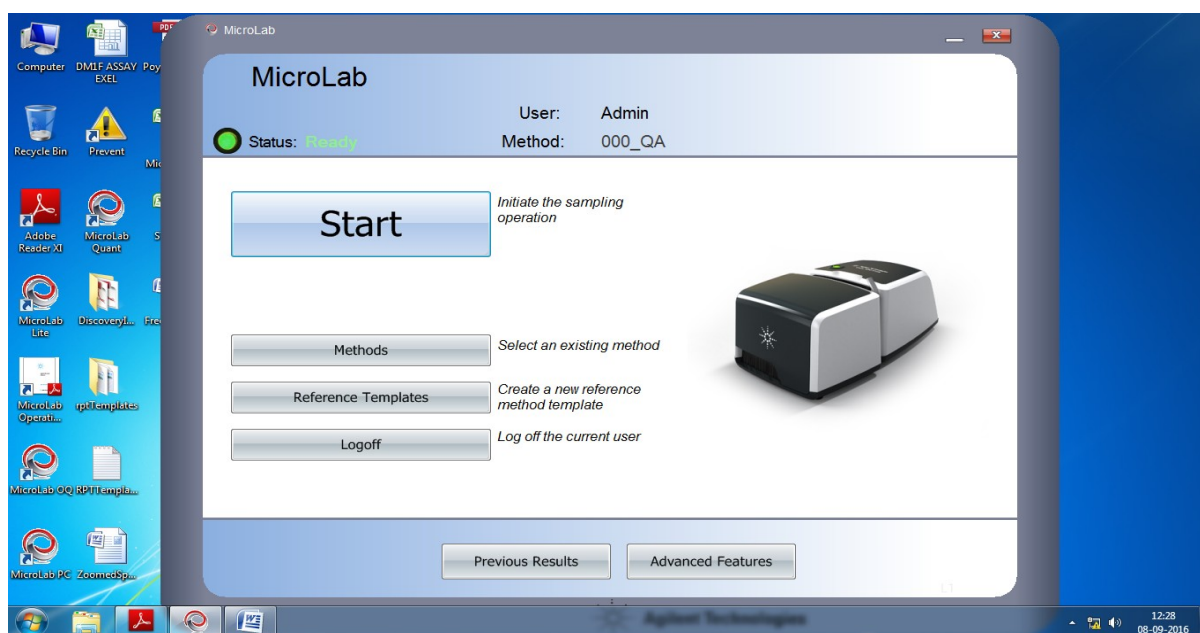 MicroLab
MicroLab
User: Admin
Status: Ready
Method: 000_QA
Start
Initiate the sampling
operation
Methods
Select an existing method
Reference Templates
Create a new reference
method template
Logoff
Log off the current user
Previous Results
Advanced Features
Agilent Technologies
Computer
DM1F ASSAY
EXEL
Recycle Bin
Prevent
Adobe
Reader XI
MicroLab
Quant
MicroLab
Lite
DiscoveryI...
MicroLab
Operati...
rptTemplates
MicroLab OQ
RPTTempla...
MicroLab PC
ZoomedSp...
12:28
08-09-2016